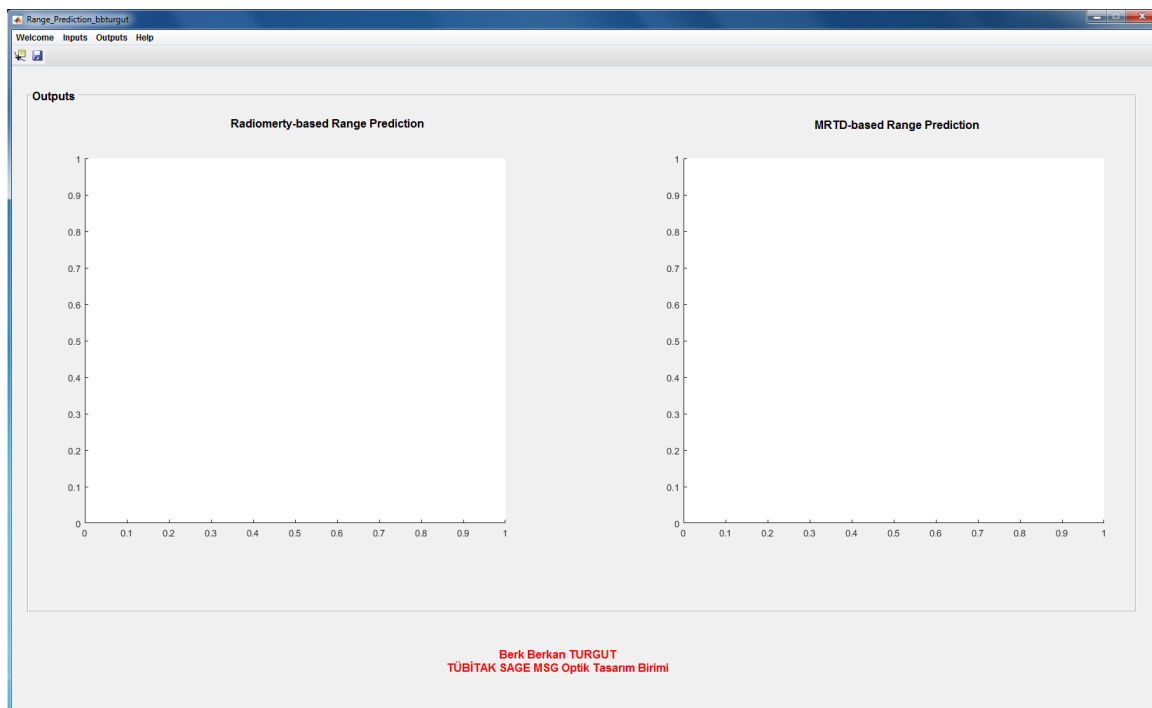 Range_Prediction_bbturgut
Welcome Inputs Outputs Help
Outputs
Radiomerty-based Range Prediction
MRTD-based Range Prediction
1
0.9
0.8
0.7
0.6
0.5
0.4
0.3
0.2
0.1
0
0 0.1 0.2 0.3 0.4 0.5 0.6 0.7 0.8 0.9 1
1
0.9
0.8
0.7
0.6
0.5
0.4
0.3
0.2
0.1
0
0 0.1 0.2 0.3 0.4 0.5 0.6 0.7 0.8 0.9 1
Berk Berkan TURGUT
TÜBİTAK SAGE MSG Optik Tasarım Birimi